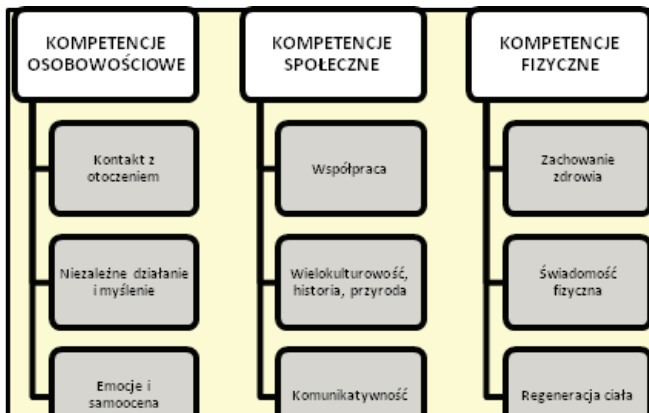 KOMPETENCJE
OSOBOWOŚCIOWE
Kontakt z
otoczeniem
Niezależne działanie
i myślenie
Emocje i
samoocena
KOMPETENCJE
SPOŁECZNE
Współpraca
Wielokulturowość,
historia, przyroda
Komunikatywność
KOMPETENCJE
FIZYCZNE
Zachowanie
zdrowia
Świadomość
fizyczna
Regeneracja ciała